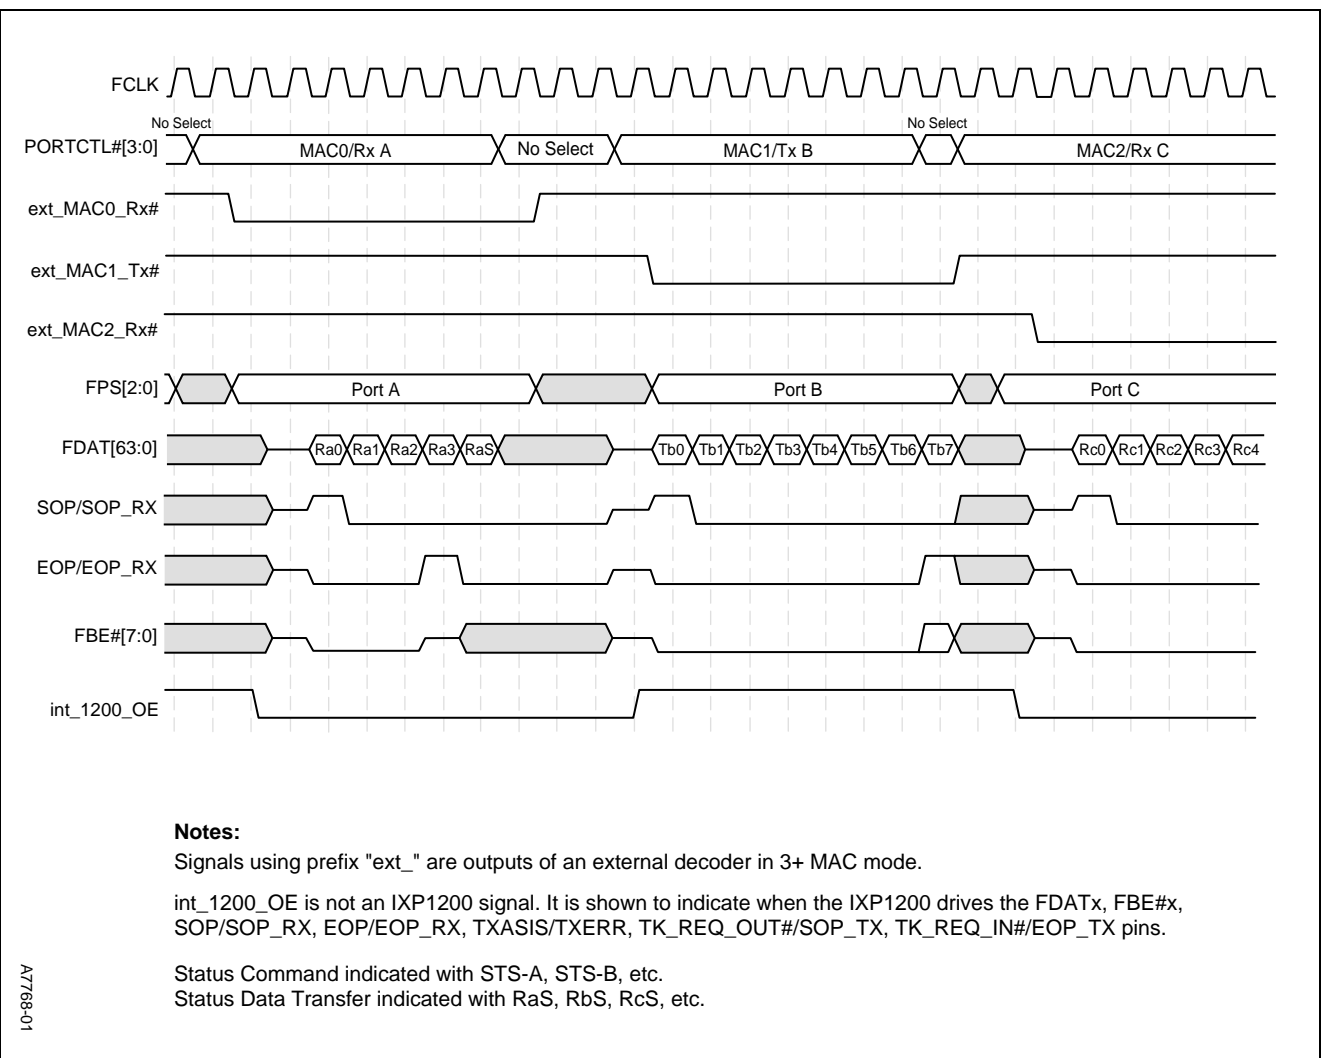 FCLK
No Select
No Select
PORTCTL#[3:0]
MAC0/Rx A
No Select
MAC1/Tx B
MAC2/Rx C
ext_MAC0_Rx#
ext_MAC1_Tx#
ext_MAC2_Rx#
FPS[2:0]
Port A
Port B
Port C
FDAT[63:0]
Ra0 Ra1 Ra2 Ra3 RaS
Tb0 Tb1 Tb2 Tb3 Tb4 Tb5 Tb6 Tb7
Rc0 Rc1 Rc2 Rc3 Rc4
SOP/SOP_RX
EOP/EOP_RX
FBE#[7:0]
int_1200_OE
Notes:
Signals using prefix "ext_" are outputs of an external decoder in 3+ MAC mode.
int_1200_OE is not an IXP1200 signal. It is shown to indicate when the IXP1200 drives the FDATx, FBE#x,
SOP/SOP_RX, EOP/EOP_RX, TXASIS/TXERR, TK_REQ_OUT#/SOP_TX, TK_REQ_IN#/EOP_TX pins.
Status Command indicated with STS-A, STS-B, etc.
Status Data Transfer indicated with RaS, RbS, RcS, etc.
A7768-01